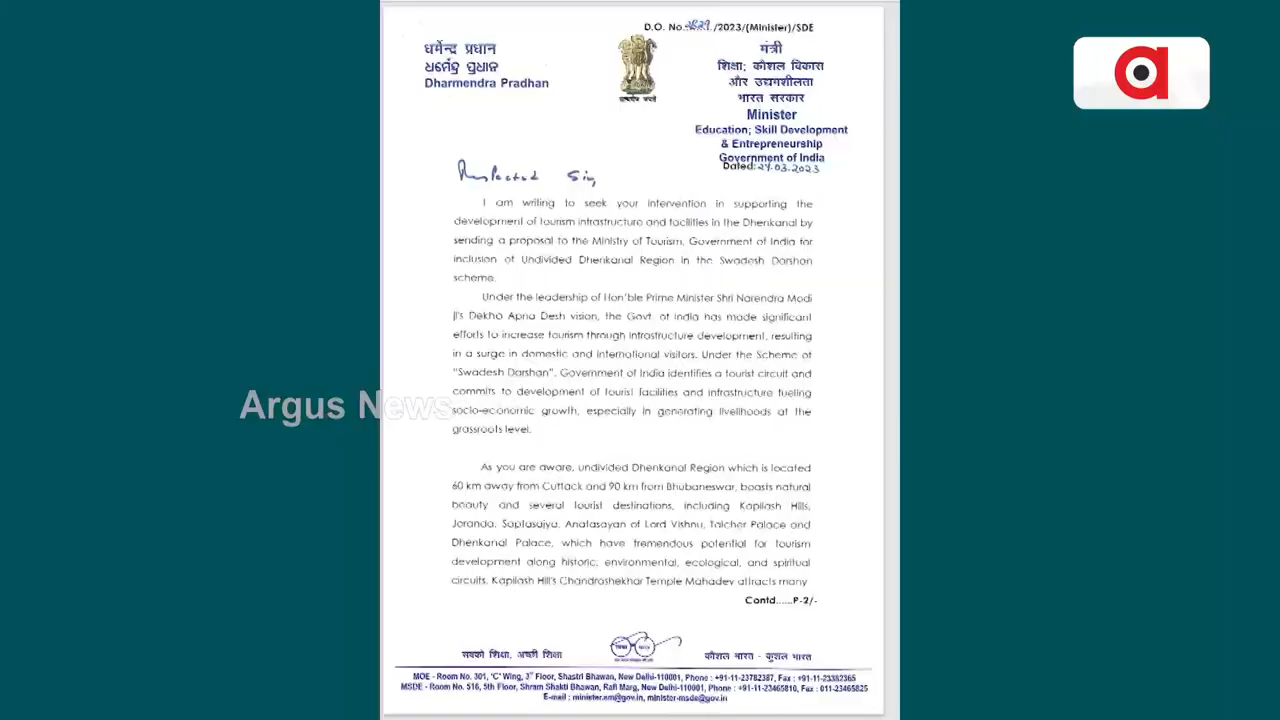 D.O. No. /2023/(Minister)/SDE
धर्मेन्द्र प्रधान
ଧର୍ମେନ୍ଦ୍ର ପ୍ରଧାନ
Dharmendra Pradhan
सत्यमेव जयते
मंत्री
शिक्षा; कौशल विकास
और उद्यमशीलता
भारत सरकार
Minister
Education; Skill Development
& Entrepreneurship
Government of India
Dated: 24.03.2023
Respected Sir,
I am writing to seek your intervention in supporting the
development of tourism infrastructure and facilities in the Dhenkanal by
sending a proposal to the Ministry of Tourism, Government of India for
inclusion of Undivided Dhenkanal Region in the Swadesh Darshan
scheme.
Under the leadership of Hon'ble Prime Minister Shri Narendra Modi
ji's Dekho Apna Desh vision, the Govt. of India has made significant
efforts to increase tourism through infrastructure development, resulting
in a surge in domestic and international visitors. Under the Scheme of
“Swadesh Darshan”, Government of India identifies a tourist circuit and
commits to development of tourist facilities and infrastructure fueling
socio-economic growth, especially in generating livelihoods at the
grassroots level.
As you are aware, undivided Dhenkanal Region which is located
60 km away from Cuttack and 90 km from Bhubaneswar, boasts natural
beauty and several tourist destinations, including Kapilash Hills,
Joranda, Saptasajya, Anatasayan of Lord Vishnu, Talcher Palace and
Dhenkanal Palace, which have tremendous potential for tourism
development along historic, environmental, ecological, and spiritual
circuits. Kapilash Hill's Chandrashekhar Temple Mahadev attracts many
Contd.....P-2/-
सबको शिक्षा, अच्छी शिक्षा
कौशल भारत - कुशल भारत
MOE - Room No. 301, 'C' Wing, 3rd Floor, Shastri Bhawan, New Delhi-110001, Phone : +91-11-23782387, Fax : +91-11-23382365
MSDE - Room No. 516, 5th Floor, Shram Shakti Bhawan, Rafi Marg, New Delhi-110001, Phone : +91-11-23465810, Fax : 011-23465825
E-mail : minister.sm@gov.in, minister-msde@gov.in
Argus News
a